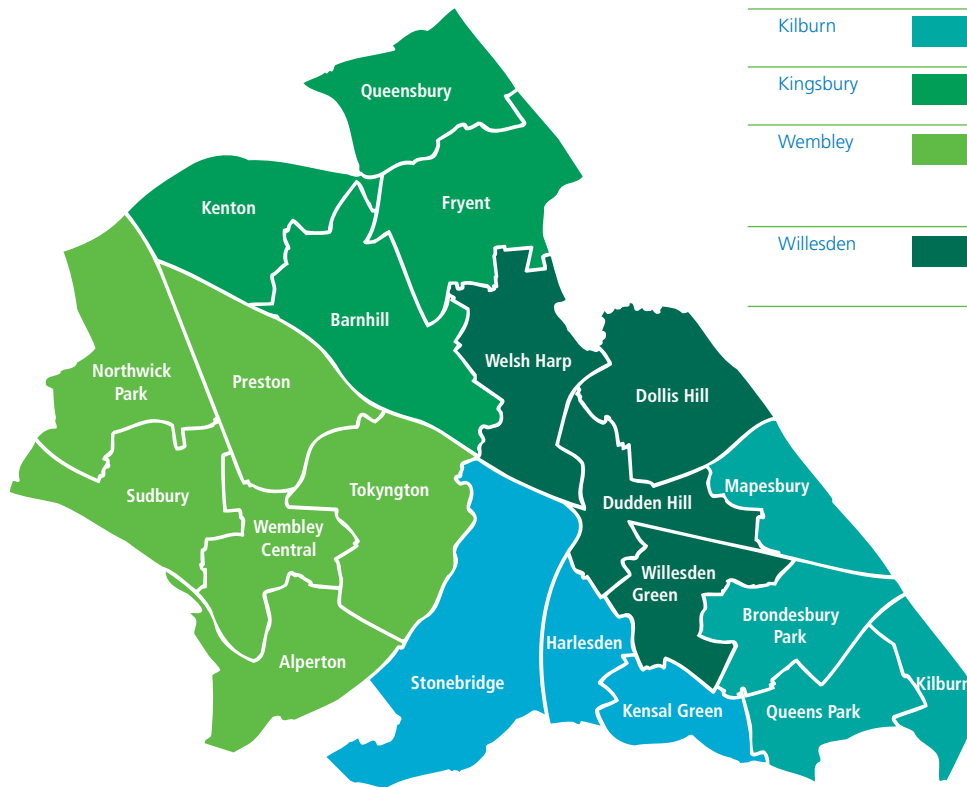 Kilburn
Kingsbury
Wembley
Willesden
Queensbury
Kenton
Fryent
Barnhill
Welsh Harp
Northwick
Park
Preston
Dollis Hill
Sudbury
Tokyngton
Mapesbury
Dudden Hill
Wembley
Central
Willesden
Green
Brondesbury
Park
Alperton
Harlesden
Stonebridge
Kensal Green
Queens Park
Kilburn